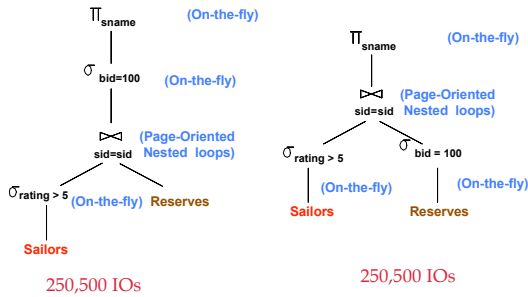 π sname (On-the-fly)
σ bid=100 (On-the-fly)
⋈ (Page-Oriented
sid=sid Nested loops)
σ rating > 5 (On-the-fly) Reserves
Sailors
250,500 IOs
π sname (On-the-fly)
⋈ (Page-Oriented
sid=sid Nested loops)
σ rating > 5 σ bid = 100
(On-the-fly) (On-the-fly)
Sailors Reserves
250,500 IOs